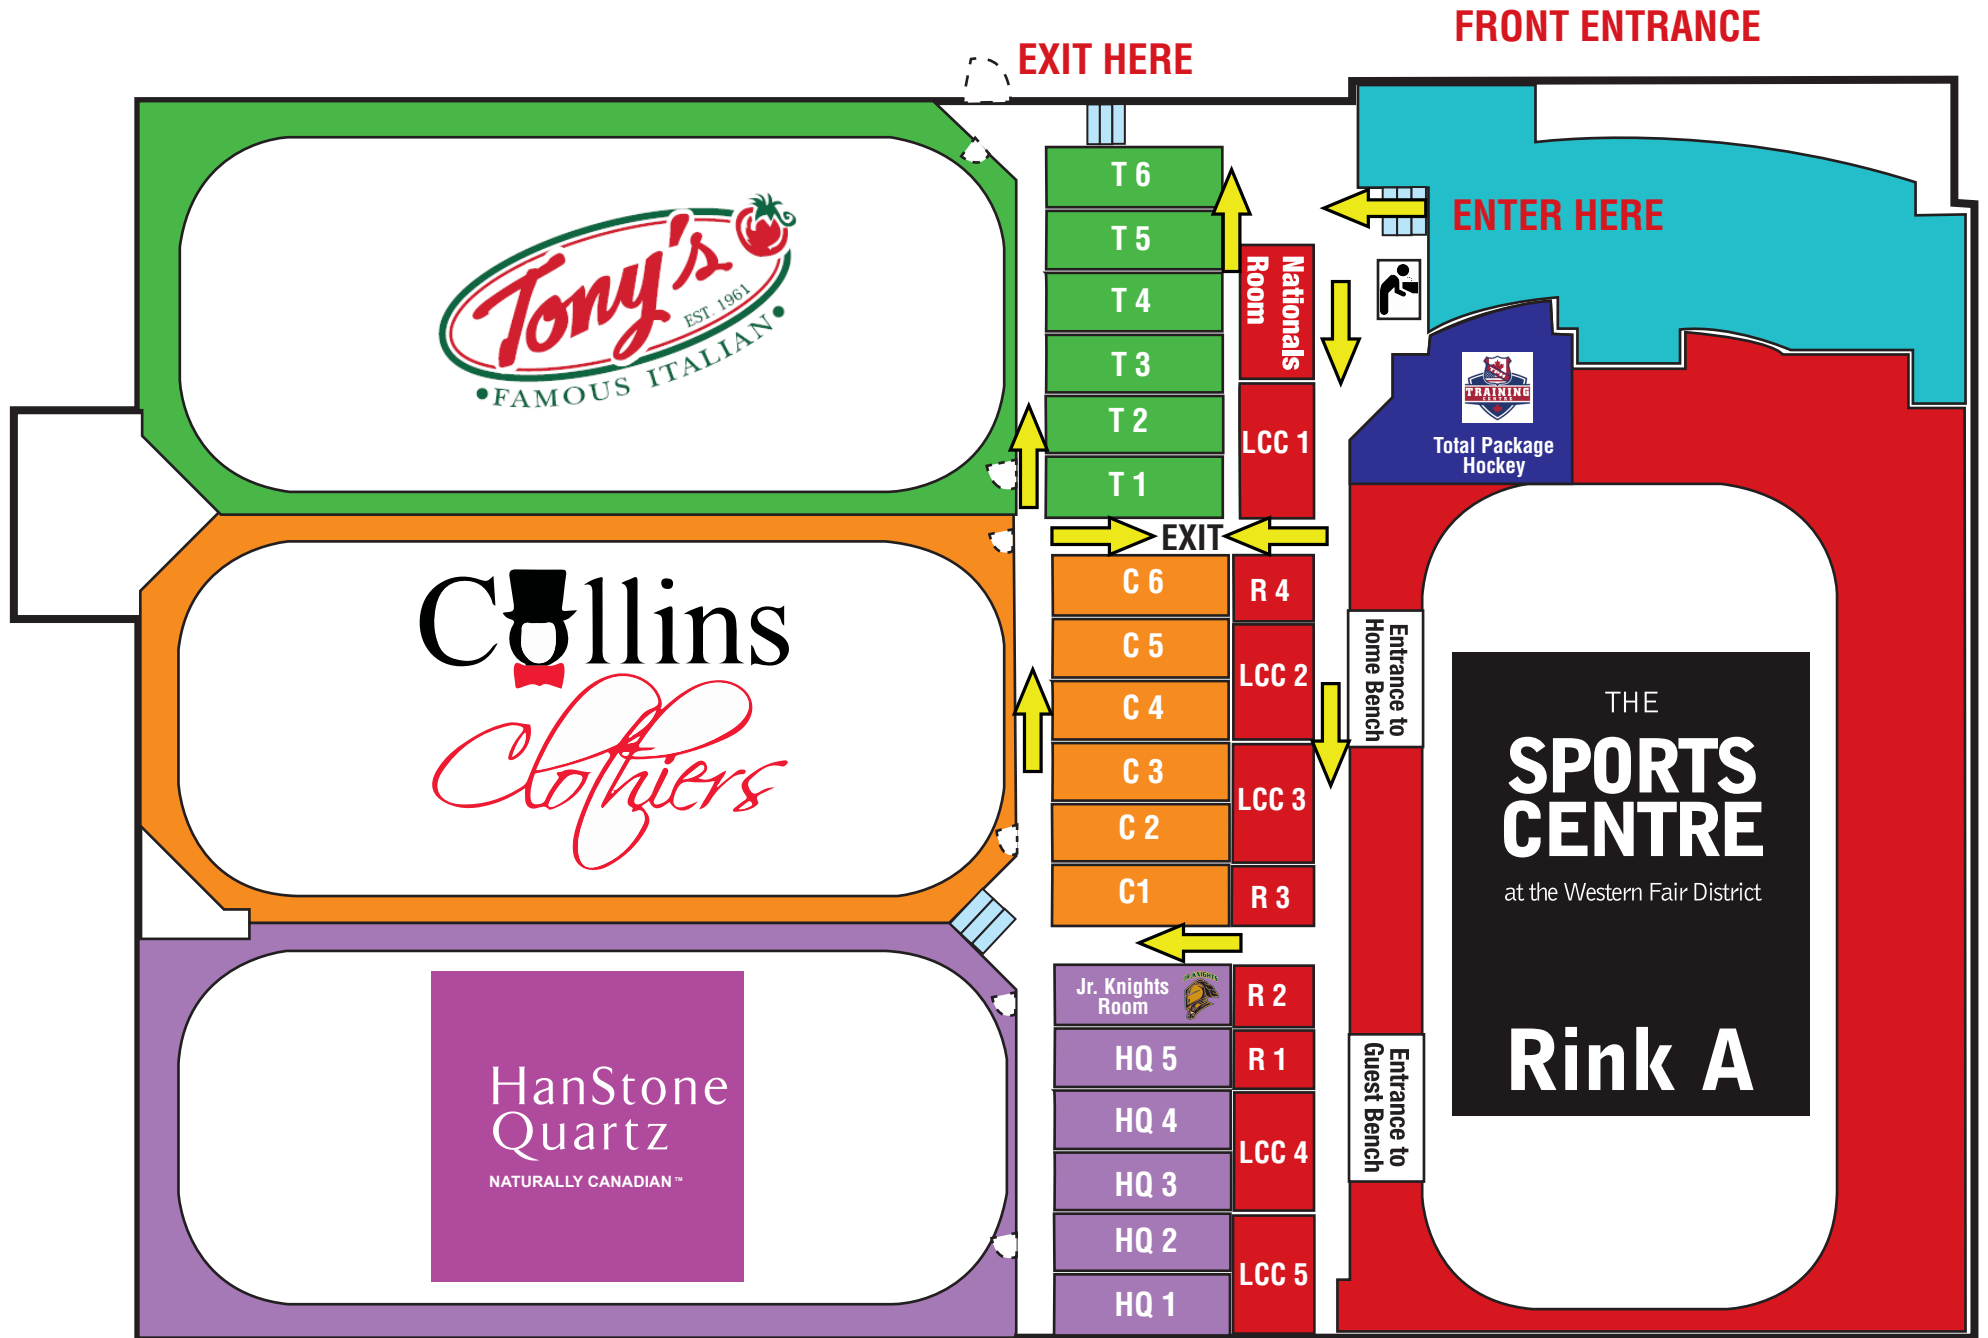 FRONT ENTRANCE
EXIT HERE
ENTER HERE
Tony's
EST. 1961
•FAMOUS ITALIAN•
T 6
T 5
T 4
T 3
T 2
T 1
Nationals
Room
LCC 1
TRAINING
CENTRE
Total Package
Hockey
EXIT
Collins
Clothiers
C 6
C 5
C 4
C 3
C 2
C1
R 4
LCC 2
LCC 3
R 3
Entrance to
Home Bench
THE
SPORTS
CENTRE
at the Western Fair District
Rink A
HanStone
Quartz
NATURALLY CANADIAN™
JR. KNIGHTS
Jr. Knights
Room
HQ 5
HQ 4
HQ 3
HQ 2
HQ 1
R 2
R 1
LCC 4
LCC 5
Entrance to
Guest Bench